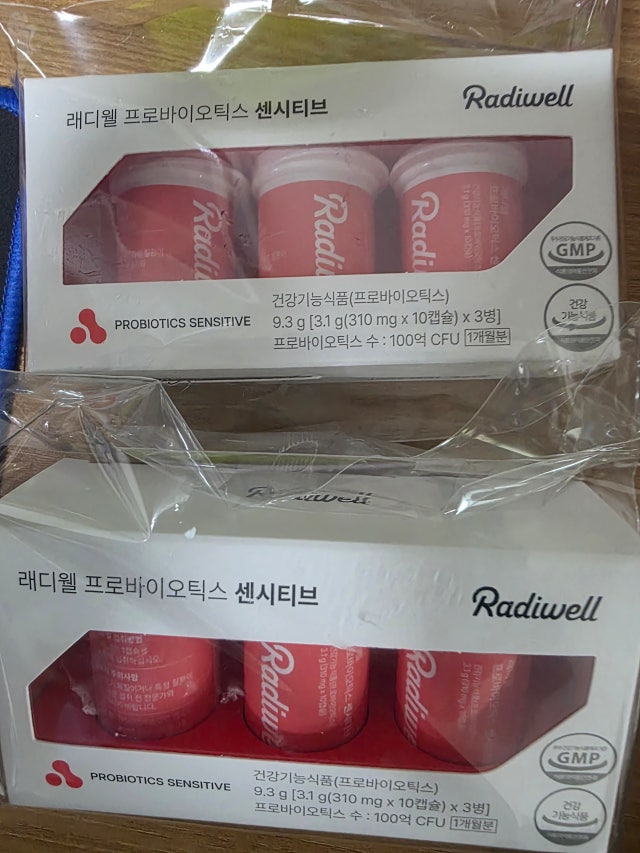 래디웰 프로바이오틱스 센시티브
Radiwell
Radi
Radi
Radiw
GMP
건강
기능식품
PROBIOTICS SENSITIVE
건강기능식품(프로바이오틱스)
9.3 g [3.1 g(310 mg x 10캡슐) x 3병]
프로바이오틱스 수 : 100억 CFU 1개월분
Radiwell
래디웰 프로바이오틱스 센시티브
Radiwell
Radiwe
Radiwe
GMP
건강
기능식품
PROBIOTICS SENSITIVE
건강기능식품(프로바이오틱스)
9.3 g [3.1 g(310 mg x 10캡슐) x 3병]
프로바이오틱스 수 : 100억 CFU 1개월분